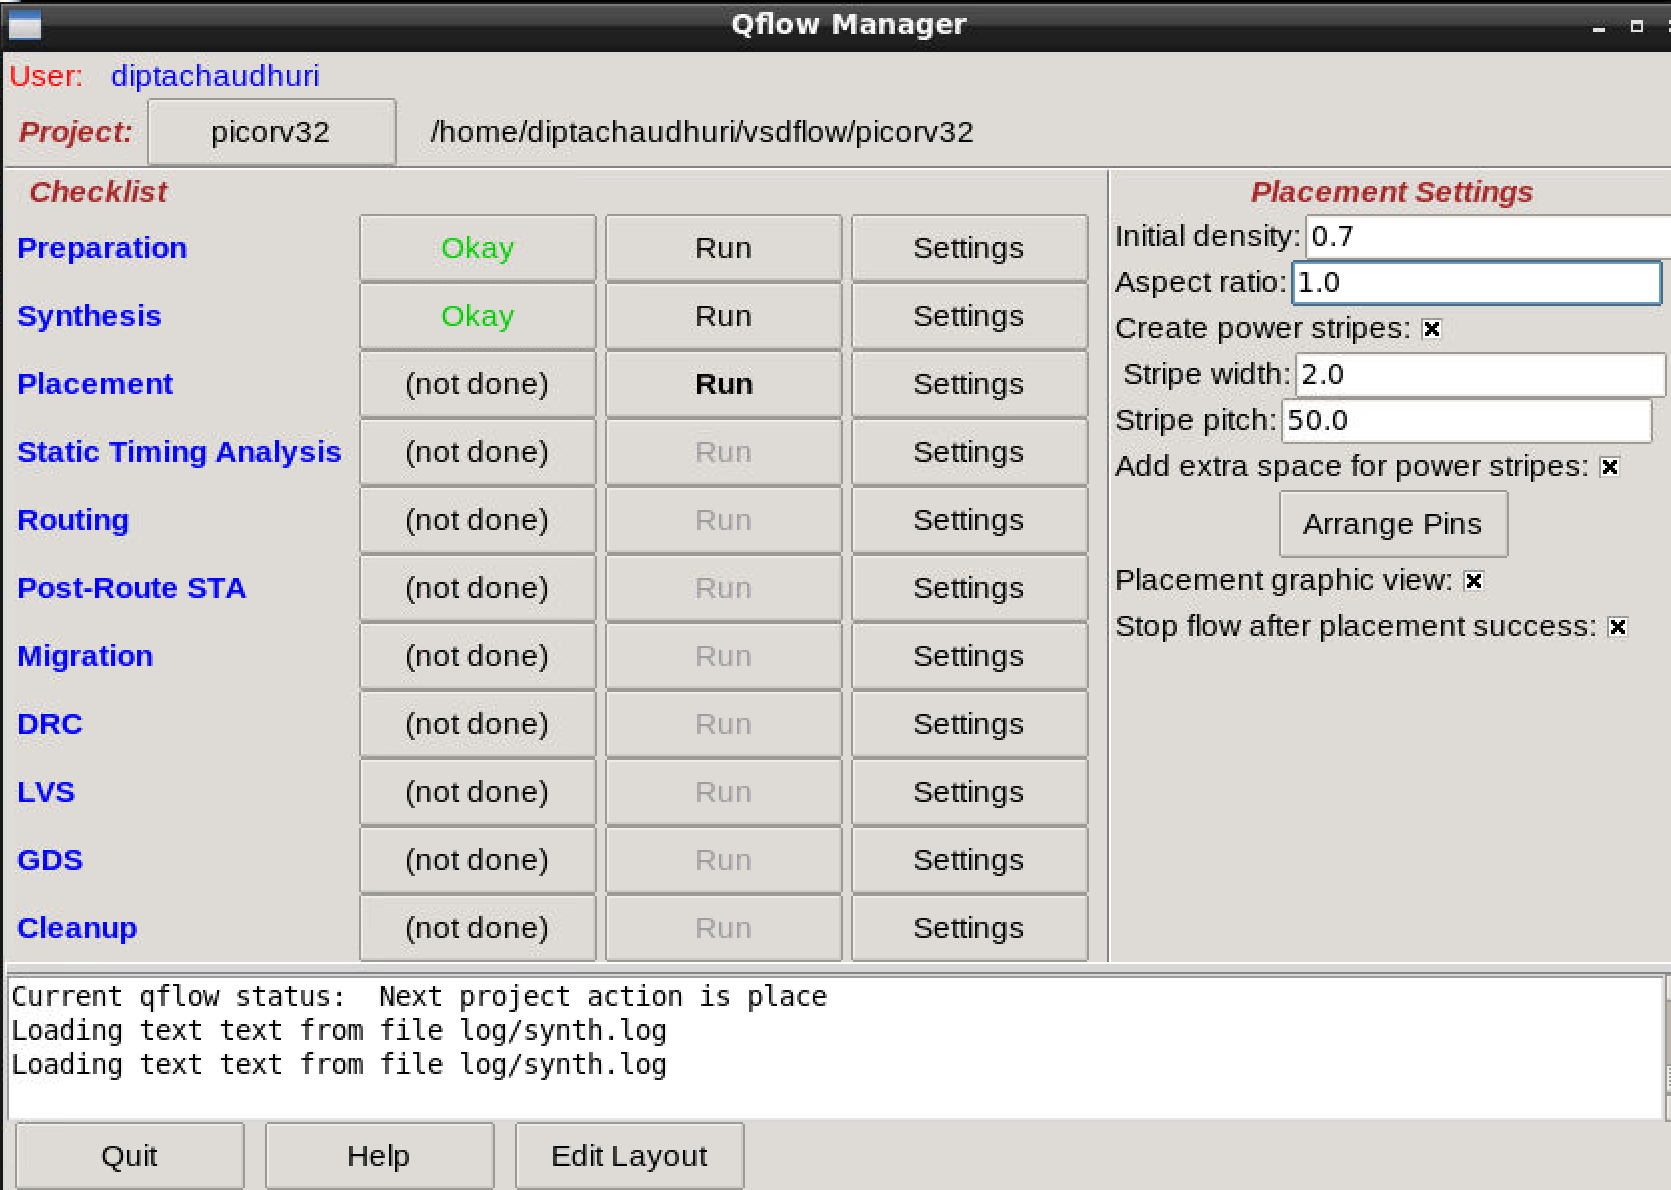 Qflow Manager
User: diptachaudhuri
Project: picorv32 /home/diptachaudhuri/vsdflow/picorv32
Checklist
Preparation Okay Run Settings
Synthesis Okay Run Settings
Placement (not done) Run Settings
Static Timing Analysis (not done) Run Settings
Routing (not done) Run Settings
Post-Route STA (not done) Run Settings
Migration (not done) Run Settings
DRC (not done) Run Settings
LVS (not done) Run Settings
GDS (not done) Run Settings
Cleanup (not done) Run Settings
Placement Settings
Initial density: 0.7
Aspect ratio: 1.0
Create power stripes:
Stripe width: 2.0
Stripe pitch: 50.0
Add extra space for power stripes:
Arrange Pins
Placement graphic view:
Stop flow after placement success:
Current qflow status:  Next project action is place
Loading text text from file log/synth.log
Loading text text from file log/synth.log
Quit Help Edit Layout